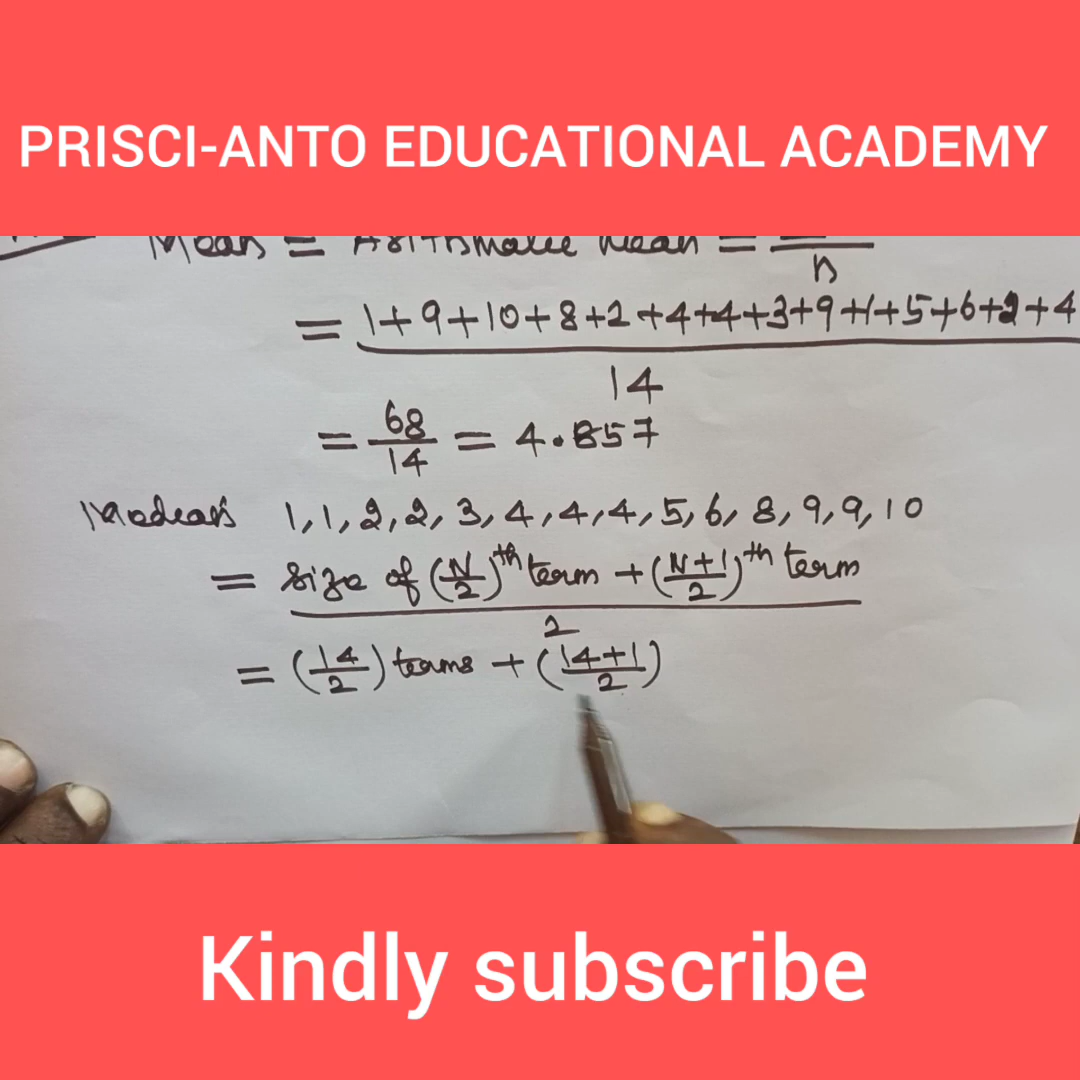 PRISCI-ANTO EDUCATIONAL ACADEMY
Mean = Arithmatic mean = ― / n
= 1+9+10+8+2+4+4+3+9+1+5+6+2+4 / 14
= 68/14 = 4.857
Median 1, 1, 2, 2, 3, 4, 4, 4, 5, 6, 8, 9, 9, 10
= size of (N/2)th term + (N+1/2)th term / 2
= (14/2) terms + (14+1/2)
Kindly subscribe